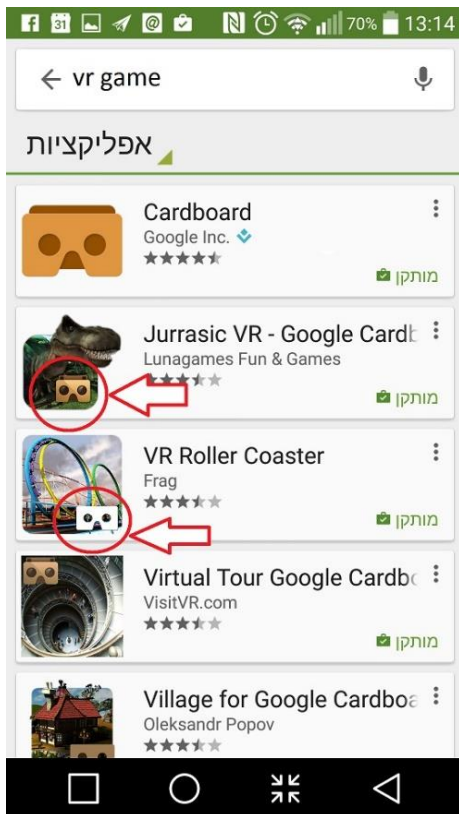 31 @ N 70% 13:14
vr game
אפליקציות
Cardboard
Google Inc.
מותקן
Jurrasic VR - Google Cardb
Lunagames Fun & Games
מותקן
VR Roller Coaster
Frag
מותקן
Virtual Tour Google Cardbo
VisitVR.com
מותקן
Village for Google Cardboa
Oleksandr Popov